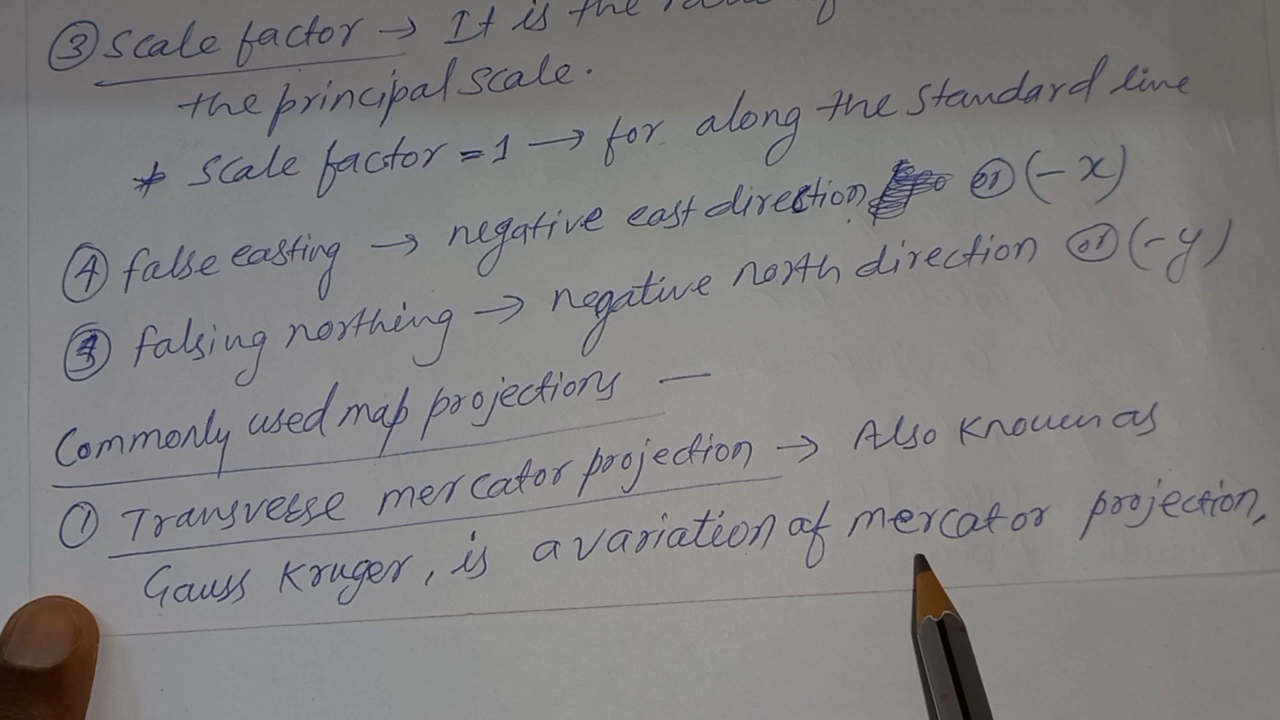 ③ Scale factor → It is the
the principal scale.
* Scale factor = 1 → for along the standard line
④ false easting → negative east direction or (-x)
⑤ falsing northing → negative north direction or (-y)
Commonly used map projections —
① Transverse mercator projection → Also known as
Gauss Kruger, is a variation of mercator projection,